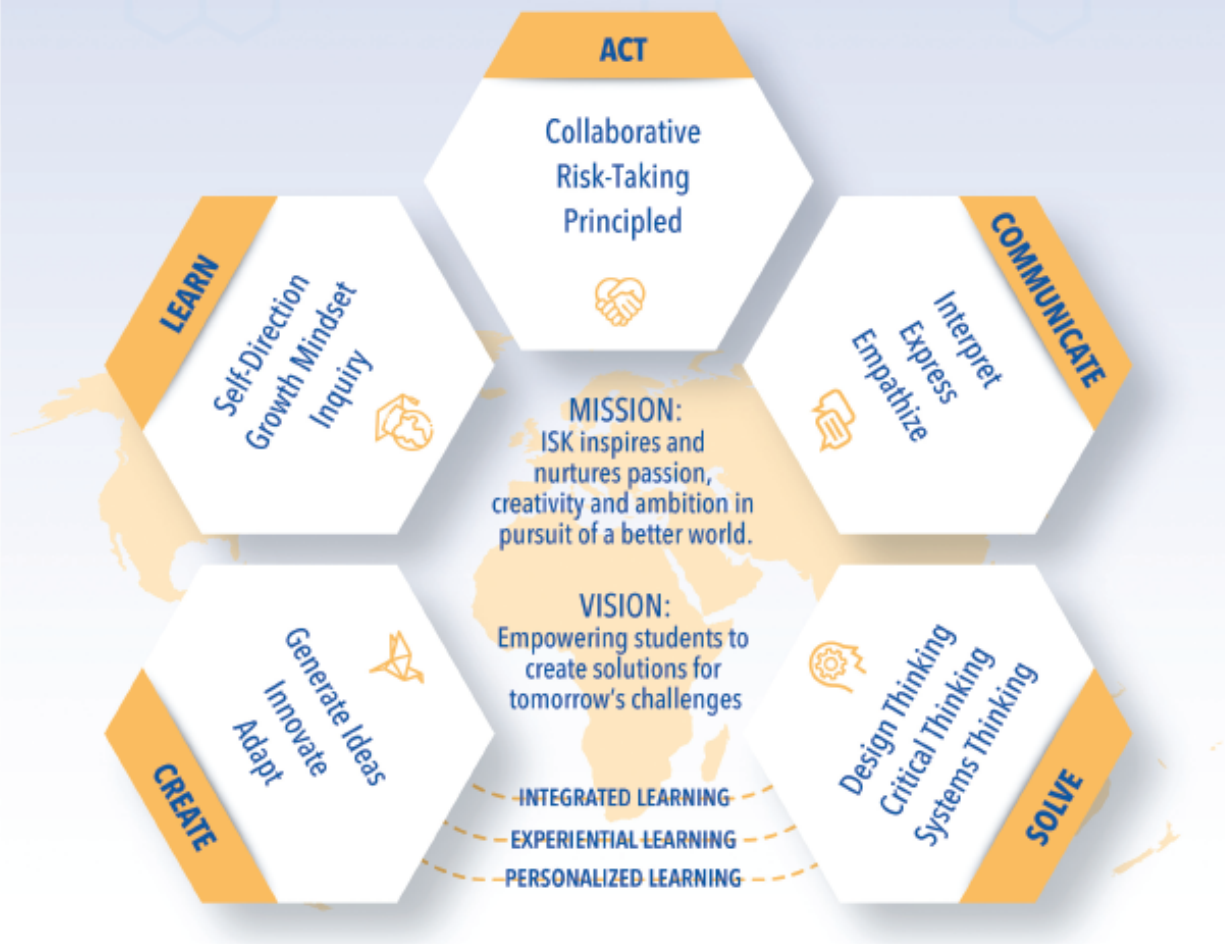 ACT
Collaborative
Risk-Taking
Principled
LEARN
Self-Direction
Growth Mindset
Inquiry
COMMUNICATE
Interpret
Express
Empathize
MISSION:
ISK inspires and
nurtures passion,
creativity and ambition in
pursuit of a better world.
VISION:
Empowering students to
create solutions for
tomorrow's challenges
CREATE
Generate Ideas
Innovate
Adapt
SOLVE
Design Thinking
Critical Thinking
Systems Thinking
INTEGRATED LEARNING
EXPERIENTIAL LEARNING
PERSONALIZED LEARNING